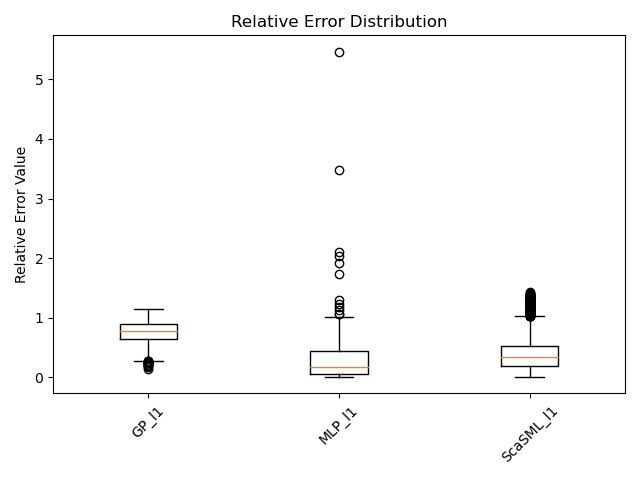 Relative Error Distribution
Relative Error Value
5
4
3
2
1
0
GP_l1
MLP_l1
ScaSML_l1